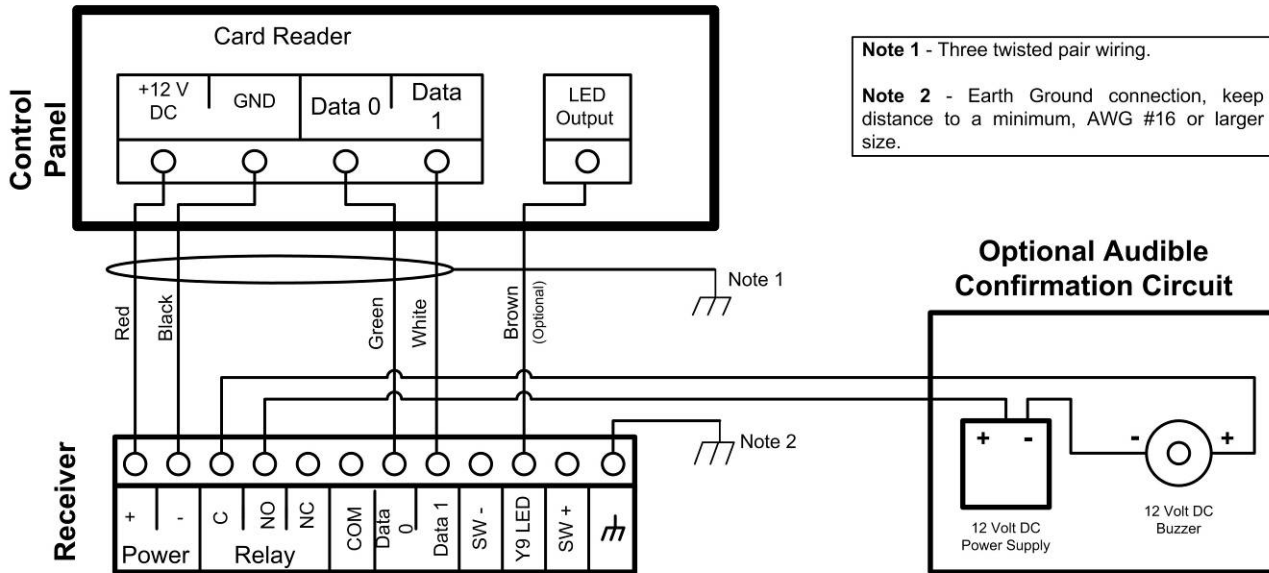 Control
Panel
Card Reader
+12 V
DC
GND
Data 0
Data
1
LED
Output
Note 1 - Three twisted pair wiring.
Note 2 - Earth Ground connection, keep
distance to a minimum, AWG #16 or larger
size.
Red
Black
Green
White
Brown
(Optional)
Note 1
Optional Audible
Confirmation Circuit
+ -
- +
12 Volt DC
Power Supply
12 Volt DC
Buzzer
Note 2
Receiver
+
-
Power
C
NO
NC
Relay
COM
Data
0
Data 1
SW -
Y9 LED
SW +